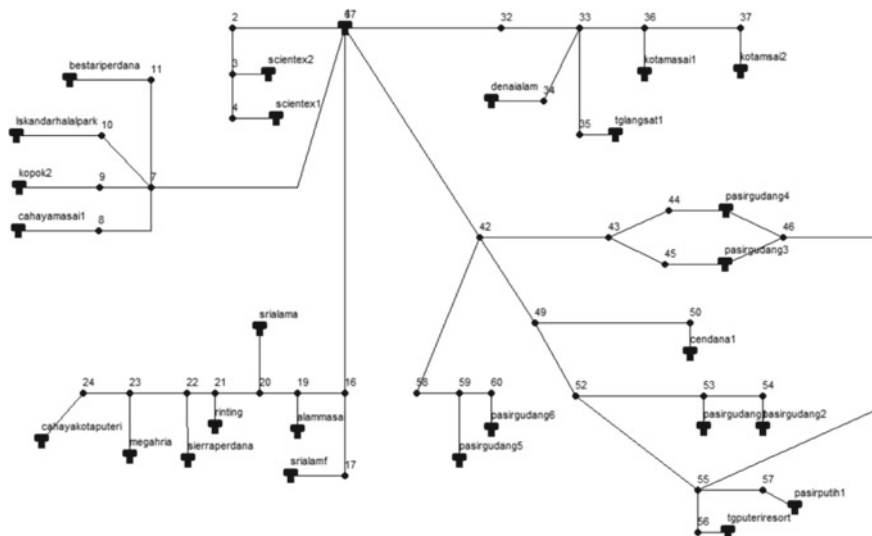 2
32
33
36
37
bestariperdana
11
3
scientex2
denaialam
34
kotamasai1
kotamsai2
4
scientex1
35
tglangsat1
Iskandarhalalpark
10
kopok2
9
7
cahayamasai1
8
42
43
44
pasirgudang4
46
45
pasirgudang3
49
50
cendana1
srialama
24
23
22
21
20
19
16
58
59
60
52
53
54
cahayakotaputeri
megahria
sierraperdana
rinting
alammasa
pasirgudang6
pasirgudang5
pasirgudang2
srialamf
17
55
57
pasirputih1
56
tgputeriresort